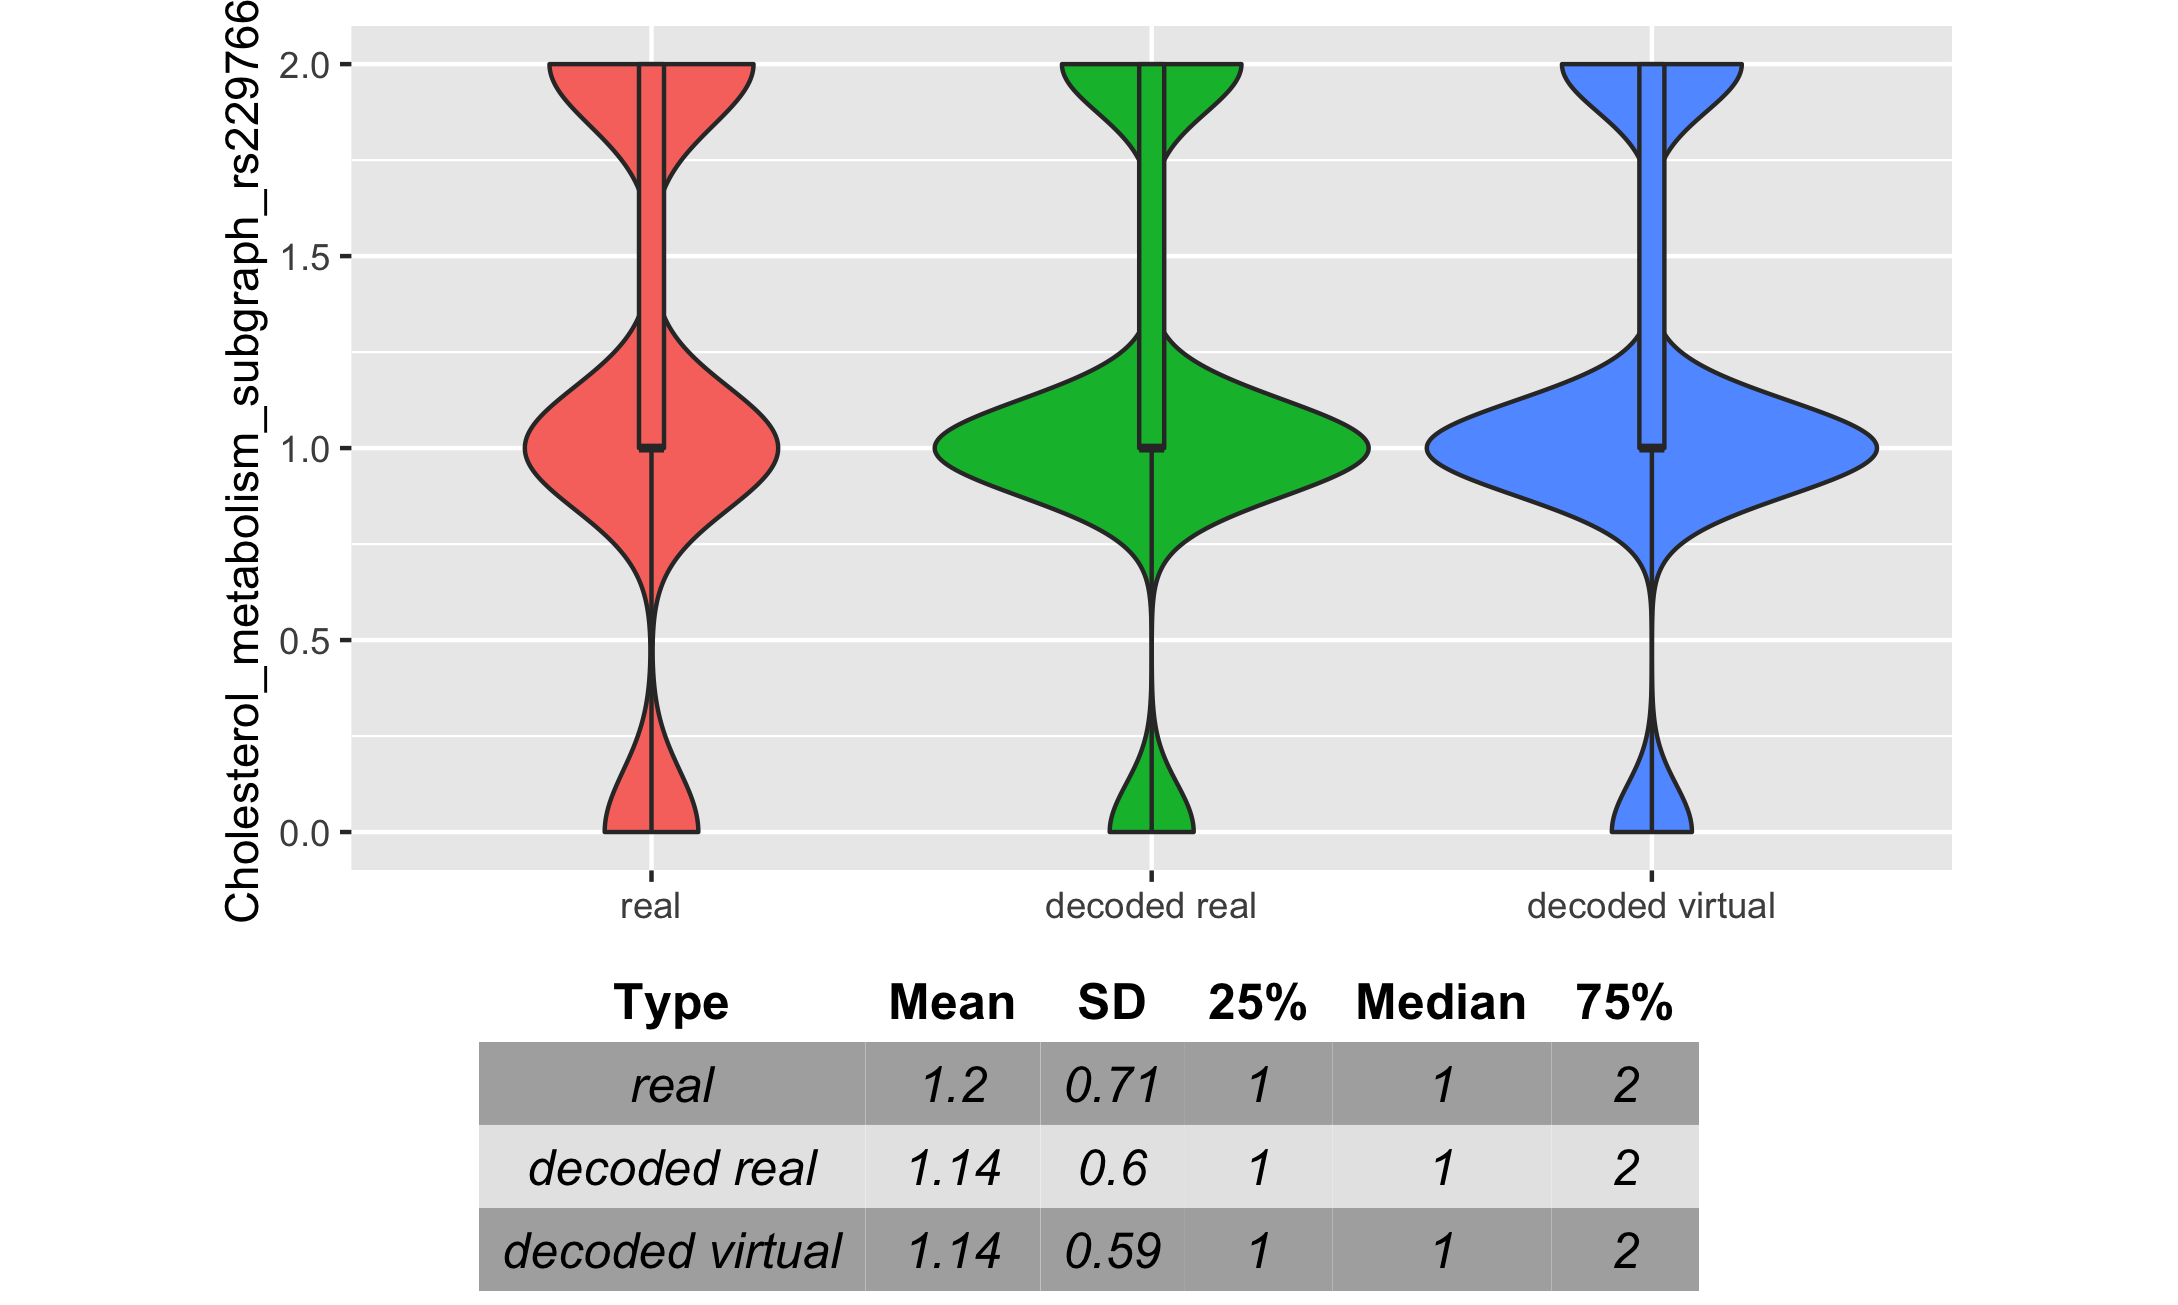 Cholesterol_metabolism_subgraph_rs229766
2.0
1.5
1.0
0.5
0.0
real decoded real decoded virtual
Type Mean SD 25% Median 75%
real 1.2 0.71 1 1 2
decoded real 1.14 0.6 1 1 2
decoded virtual 1.14 0.59 1 1 2